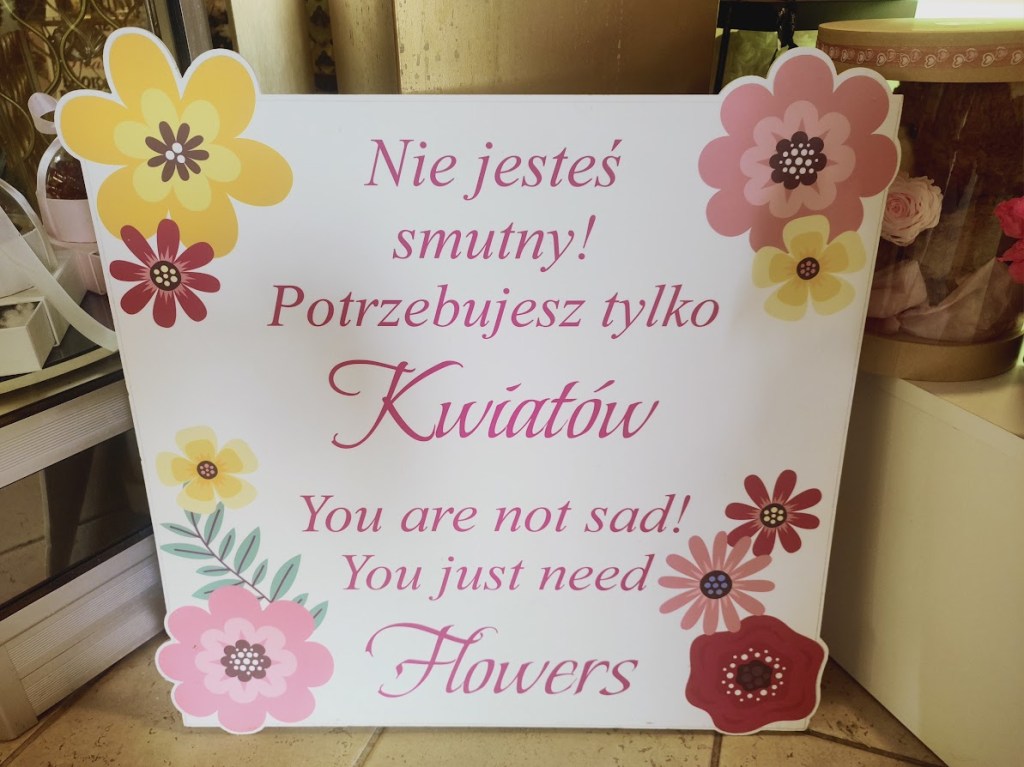 Nie jesteś
smutny!
Potrzebujesz tylko
Kwiatów
You are not sad!
You just need
Flowers